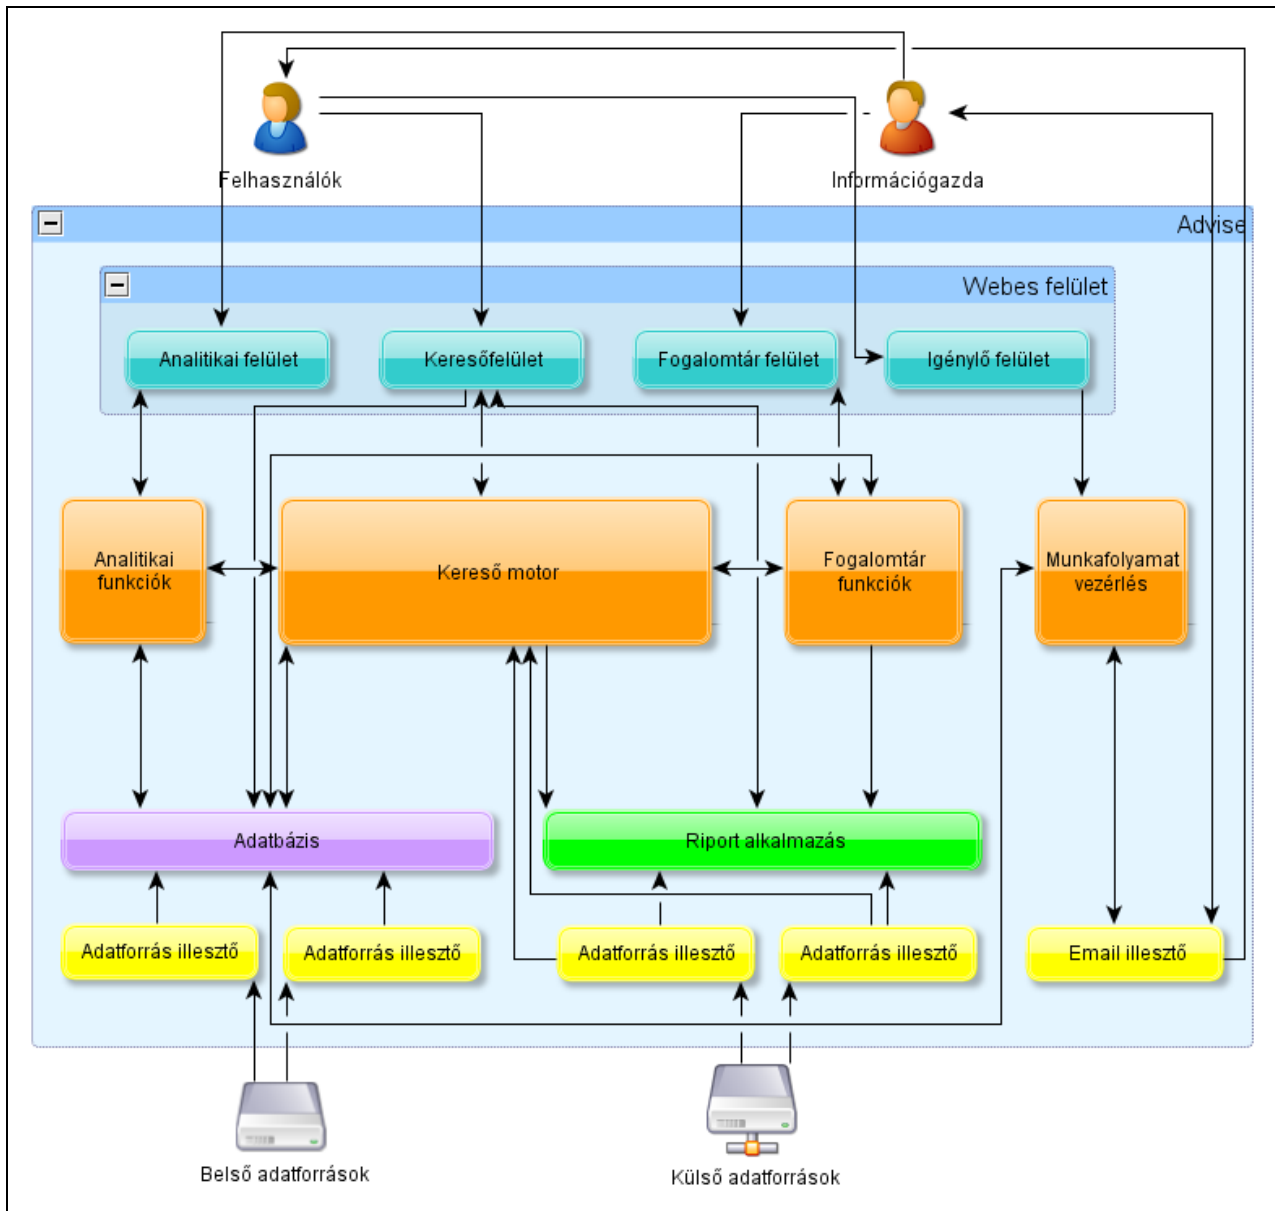 Felhasználók
Információgazda
Advise
Webes felület
Analitikai felület
Keresőfelület
Fogalomtár felület
Igénylő felület
Analitikai
funkciók
Kereső motor
Fogalomtár
funkciók
Munkafolyamat
vezérlés
Adatbázis
Riport alkalmazás
Adatforrás illesztő
Adatforrás illesztő
Adatforrás illesztő
Adatforrás illesztő
Email illesztő
Belső adatforrások
Külső adatforrások